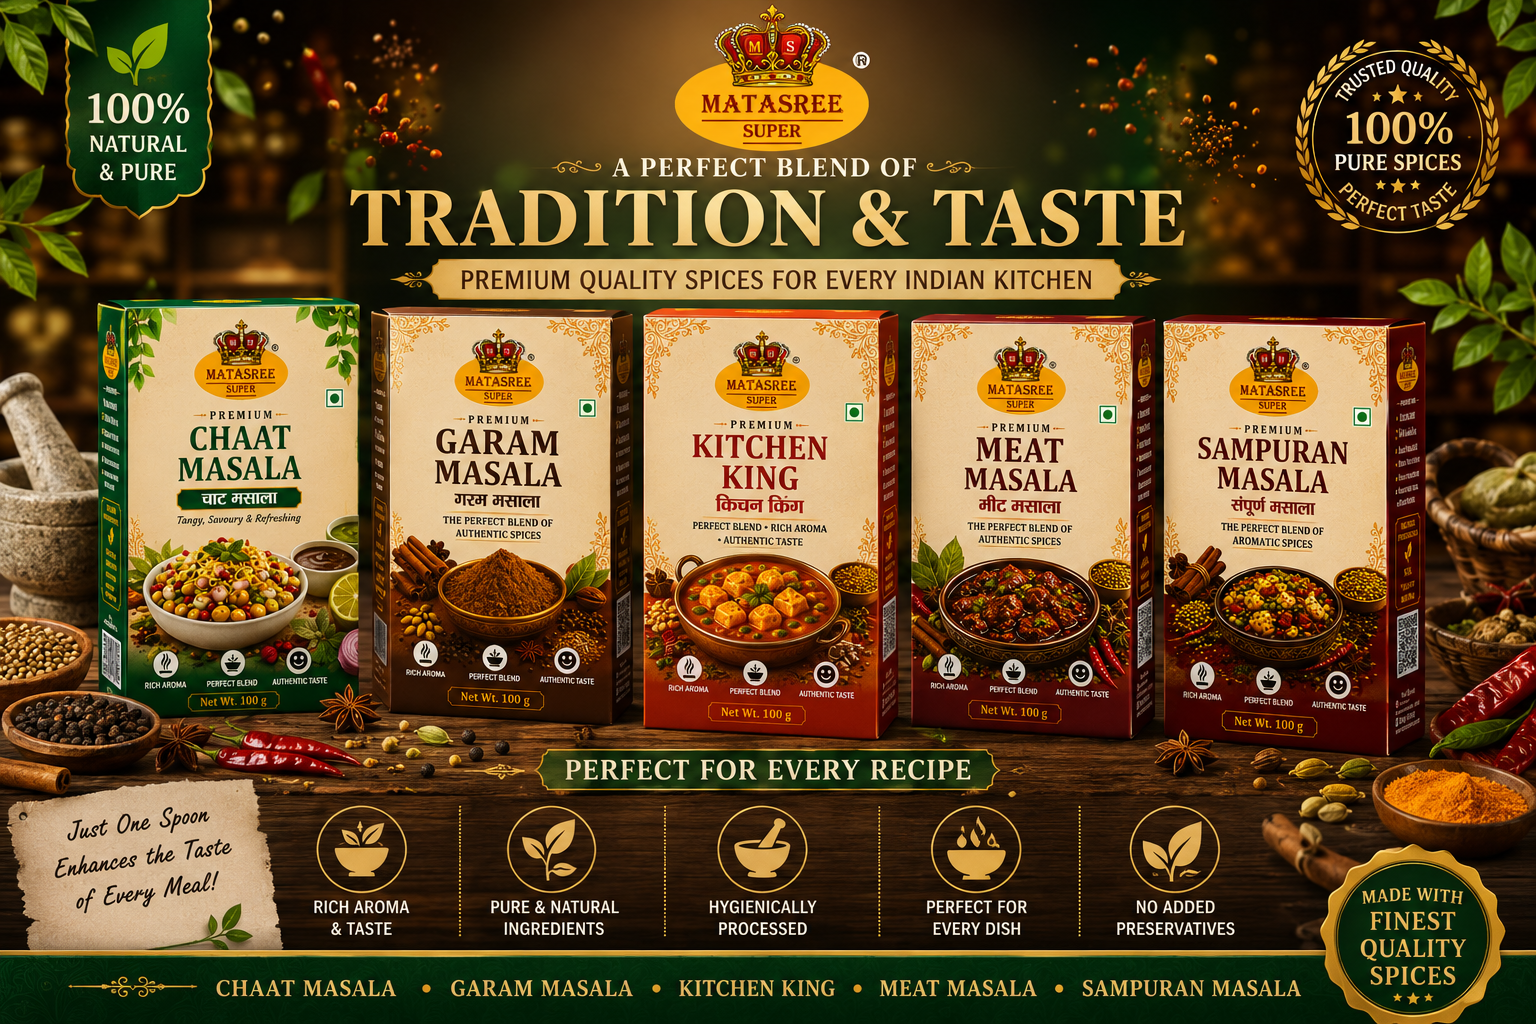 100%
NATURAL
& PURE
M S
®
MATASREE
SUPER
A PERFECT BLEND OF
TRADITION & TASTE
PREMIUM QUALITY SPICES FOR EVERY INDIAN KITCHEN
TRUSTED QUALITY
100%
PURE SPICES
PERFECT TASTE
MATASREE
SUPER
®
PREMIUM
CHAAT
MASALA
चाट मसाला
Tangy, Savoury & Refreshing
RICH AROMA
PERFECT BLEND
AUTHENTIC TASTE
Net Wt. 100 g
MATASREE
SUPER
®
PREMIUM
GARAM
MASALA
गरम मसाला
THE PERFECT BLEND OF
AUTHENTIC SPICES
RICH AROMA
PERFECT BLEND
AUTHENTIC TASTE
Net Wt. 100 g
MATASREE
SUPER
®
PREMIUM
KITCHEN
KING
किचन किंग
PERFECT BLEND • RICH AROMA
• AUTHENTIC TASTE
RICH AROMA
PERFECT BLEND
AUTHENTIC TASTE
Net Wt. 100 g
MATASREE
SUPER
®
PREMIUM
MEAT
MASALA
मीट मसाला
THE PERFECT BLEND OF
AUTHENTIC SPICES
RICH AROMA
PERFECT BLEND
AUTHENTIC TASTE
Net Wt. 100 g
MATASREE
SUPER
®
PREMIUM
SAMPURAN
MASALA
संपूर्ण मसाला
THE PERFECT BLEND OF
AROMATIC SPICES
RICH AROMA
PERFECT BLEND
AUTHENTIC TASTE
Net Wt. 100 g
PERFECT FOR EVERY RECIPE
Just One Spoon
Enhances the Taste
of Every Meal!
RICH AROMA
& TASTE
PURE & NATURAL
INGREDIENTS
HYGIENICALLY
PROCESSED
PERFECT FOR
EVERY DISH
NO ADDED
PRESERVATIVES
MADE WITH
FINEST
QUALITY
SPICES
CHAAT MASALA • GARAM MASALA • KITCHEN KING • MEAT MASALA • SAMPURAN MASALA